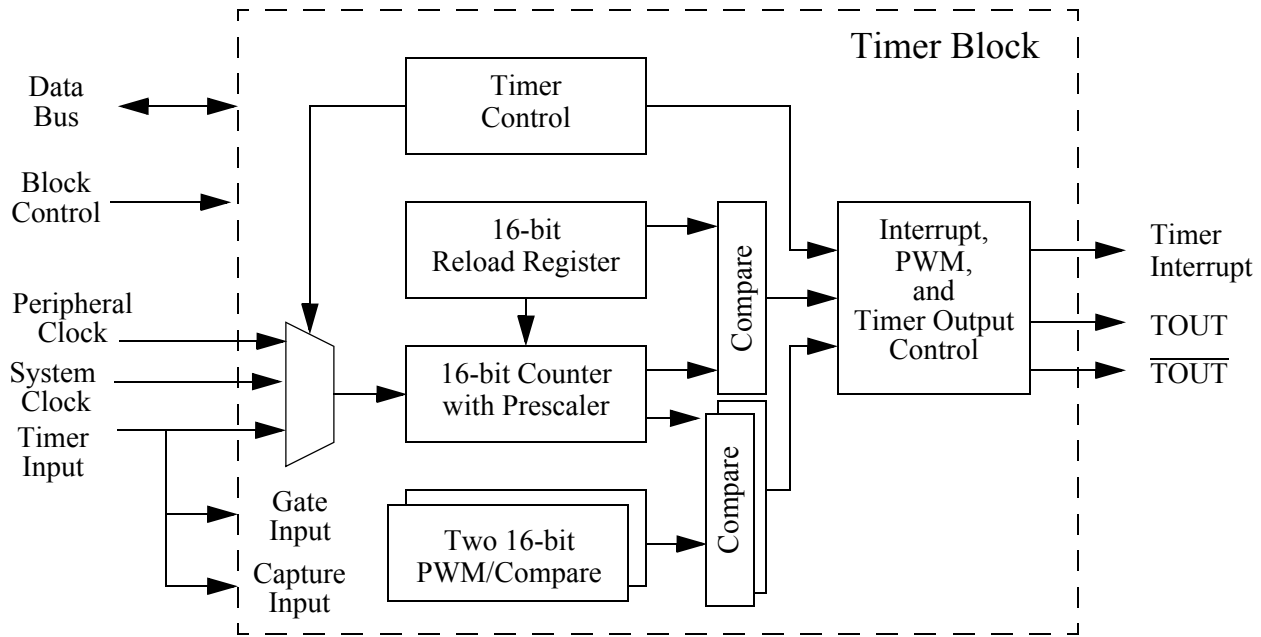 Timer Block
Data
Bus
Block
Control
Peripheral
Clock
System
Clock
Timer
Input
Gate
Input
Capture
Input
Timer
Control
16-bit
Reload Register
16-bit Counter
with Prescaler
Two 16-bit
PWM/Compare
Compare
Compare
Interrupt,
PWM,
and
Timer Output
Control
Timer
Interrupt
TOUT
T̅O̅U̅T̅